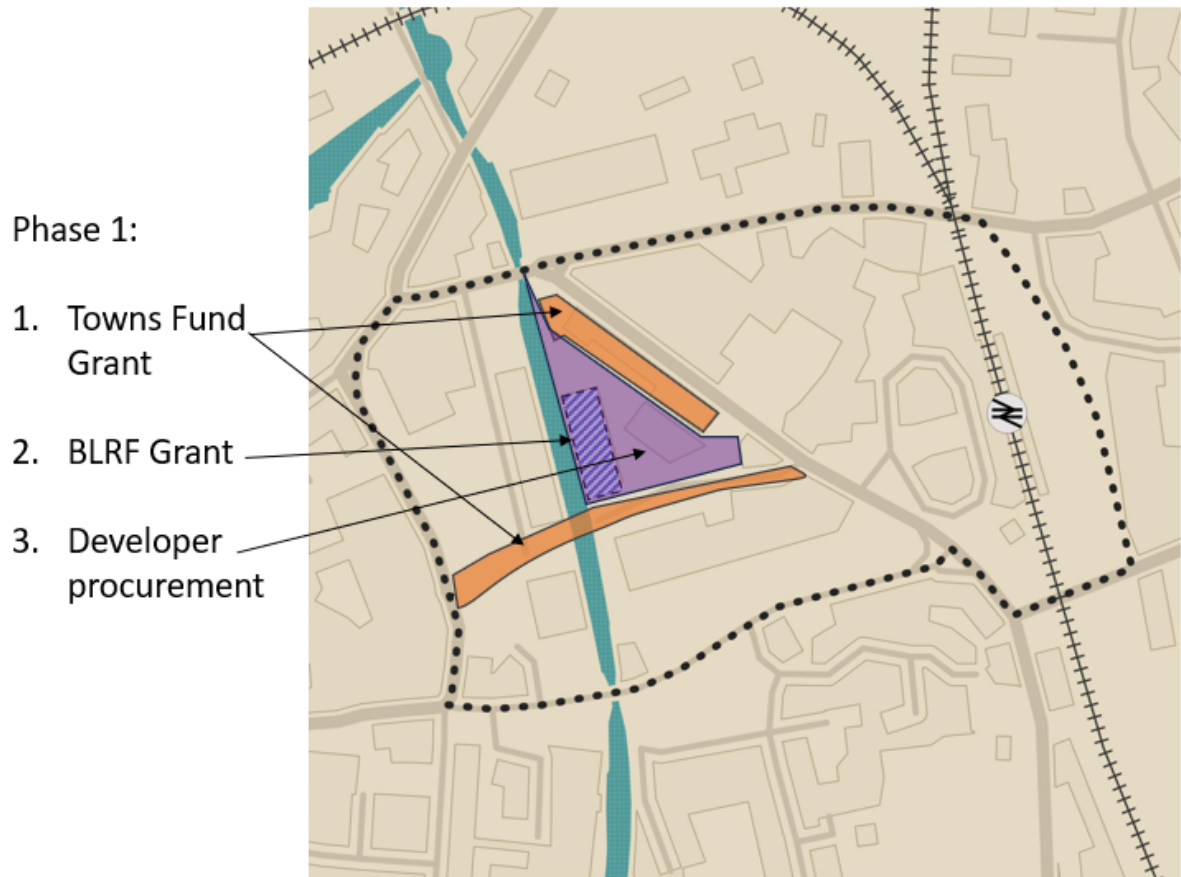 Phase 1:
1. Towns Fund
Grant
2. BLRF Grant
3. Developer
procurement